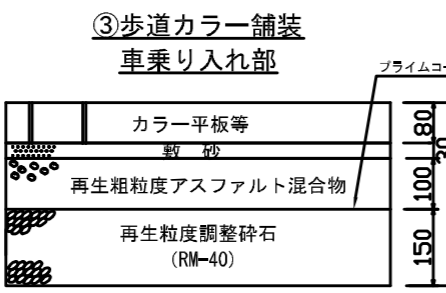 ③歩道カラー舗装
車乗り入れ部
プライムコー
カラー平板等
80
敷 砂
30
再生粗粒度アスファルト混合物
100
再生粒度調整砕石
(RM-40)
150